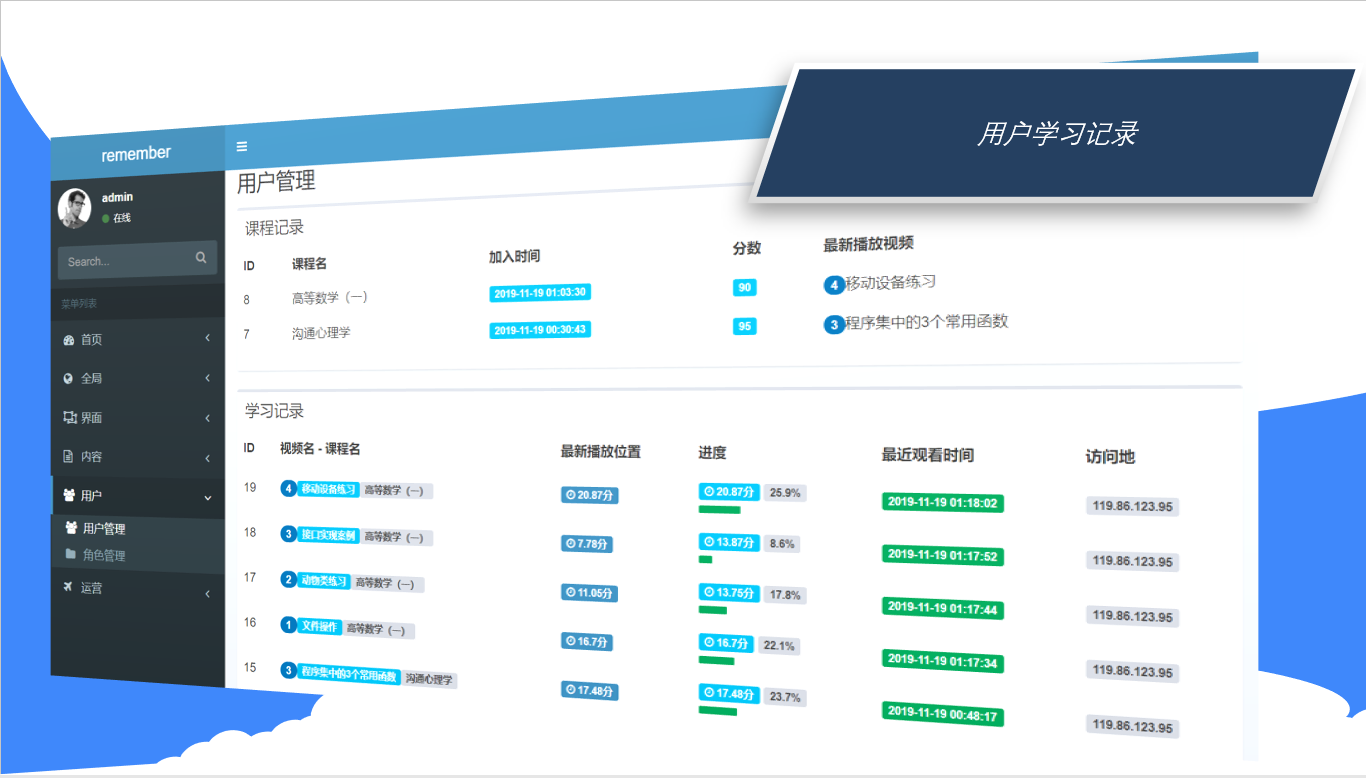 用户学习记录
remember
admin
在线
Search...
菜单列表
首页
全局
界面
内容
用户
用户管理
角色管理
运营
用户管理
课程记录
ID 课程名 加入时间 分数 最新播放视频
8 高等数学（一） 2019-11-19 01:03:30 90 4 移动设备练习
7 沟通心理学 2019-11-19 00:30:43 95 3 程序集中的3个常用函数
学习记录
ID 视频名 - 课程名 最新播放位置 进度 最近观看时间 访问地
19 4 移动设备练习 高等数学（一） 20.87分 20.87分 25.9% 2019-11-19 01:18:02 119.86.123.95
18 3 接口实现案例 高等数学（一） 7.78分 13.87分 8.6% 2019-11-19 01:17:52 119.86.123.95
17 2 动物类练习 高等数学（一） 11.05分 13.75分 17.8% 2019-11-19 01:17:44 119.86.123.95
16 1 文件操作 高等数学（一） 16.7分 16.7分 22.1% 2019-11-19 01:17:34 119.86.123.95
15 3 程序集中的3个常用函数 沟通心理学 17.48分 17.48分 23.7% 2019-11-19 00:48:17 119.86.123.95